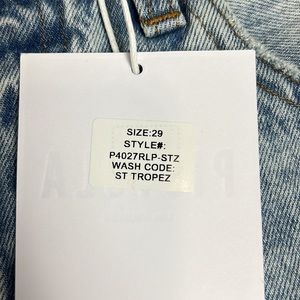 SIZE:29
STYLE#:
P4027RLP-STZ
WASH CODE:
ST TROPEZ